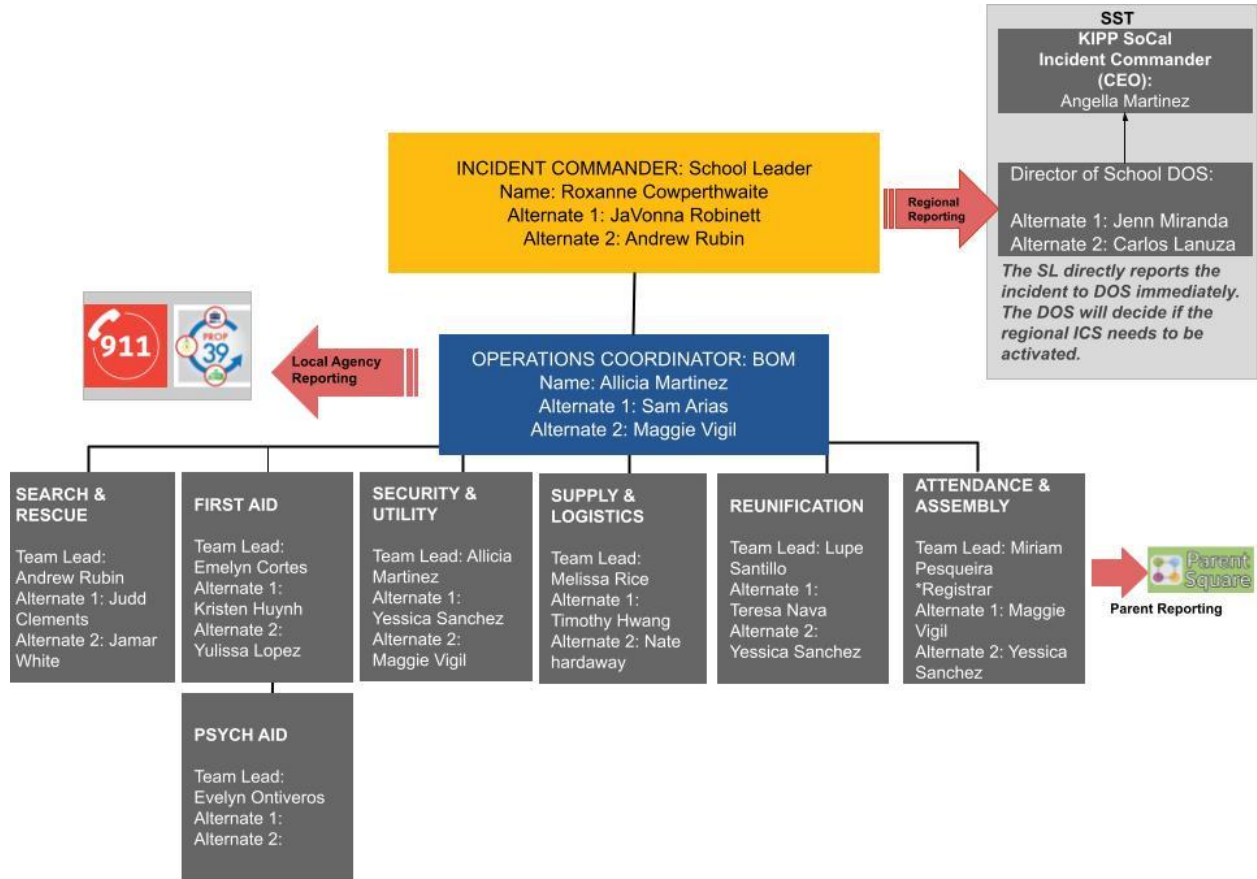 SST
KIPP SoCal
Incident Commander
(CEO):
Angella Martinez
INCIDENT COMMANDER: School Leader
Name: Roxanne Cowperthwaite
Alternate 1: JaVonna Robinett
Alternate 2: Andrew Rubin
Regional
Reporting
Director of School DOS:
Alternate 1: Jenn Miranda
Alternate 2: Carlos Lanuza
The SL directly reports the
incident to DOS immediately.
The DOS will decide if the
regional ICS needs to be
activated.
911
PROP
39
Local Agency
Reporting
OPERATIONS COORDINATOR: BOM
Name: Allicia Martinez
Alternate 1: Sam Arias
Alternate 2: Maggie Vigil
SEARCH &
RESCUE
Team Lead:
Andrew Rubin
Alternate 1: Judd
Clements
Alternate 2: Jamar
White
FIRST AID
Team Lead:
Emelyn Cortes
Alternate 1:
Kristen Huynh
Alternate 2:
Yulissa Lopez
SECURITY &
UTILITY
Team Lead: Allicia
Martinez
Alternate 1:
Yessica Sanchez
Alternate 2:
Maggie Vigil
SUPPLY &
LOGISTICS
Team Lead:
Melissa Rice
Alternate 1:
Timothy Hwang
Alternate 2: Nate
hardaway
REUNIFICATION
Team Lead: Lupe
Santillo
Alternate 1:
Teresa Nava
Alternate 2:
Yessica Sanchez
ATTENDANCE &
ASSEMBLY
Team Lead: Miriam
Pesqueira
*Registrar
Alternate 1: Maggie
Vigil
Alternate 2: Yessica
Sanchez
Parent
Square
Parent Reporting
PSYCH AID
Team Lead:
Evelyn Ontiveros
Alternate 1:
Alternate 2: